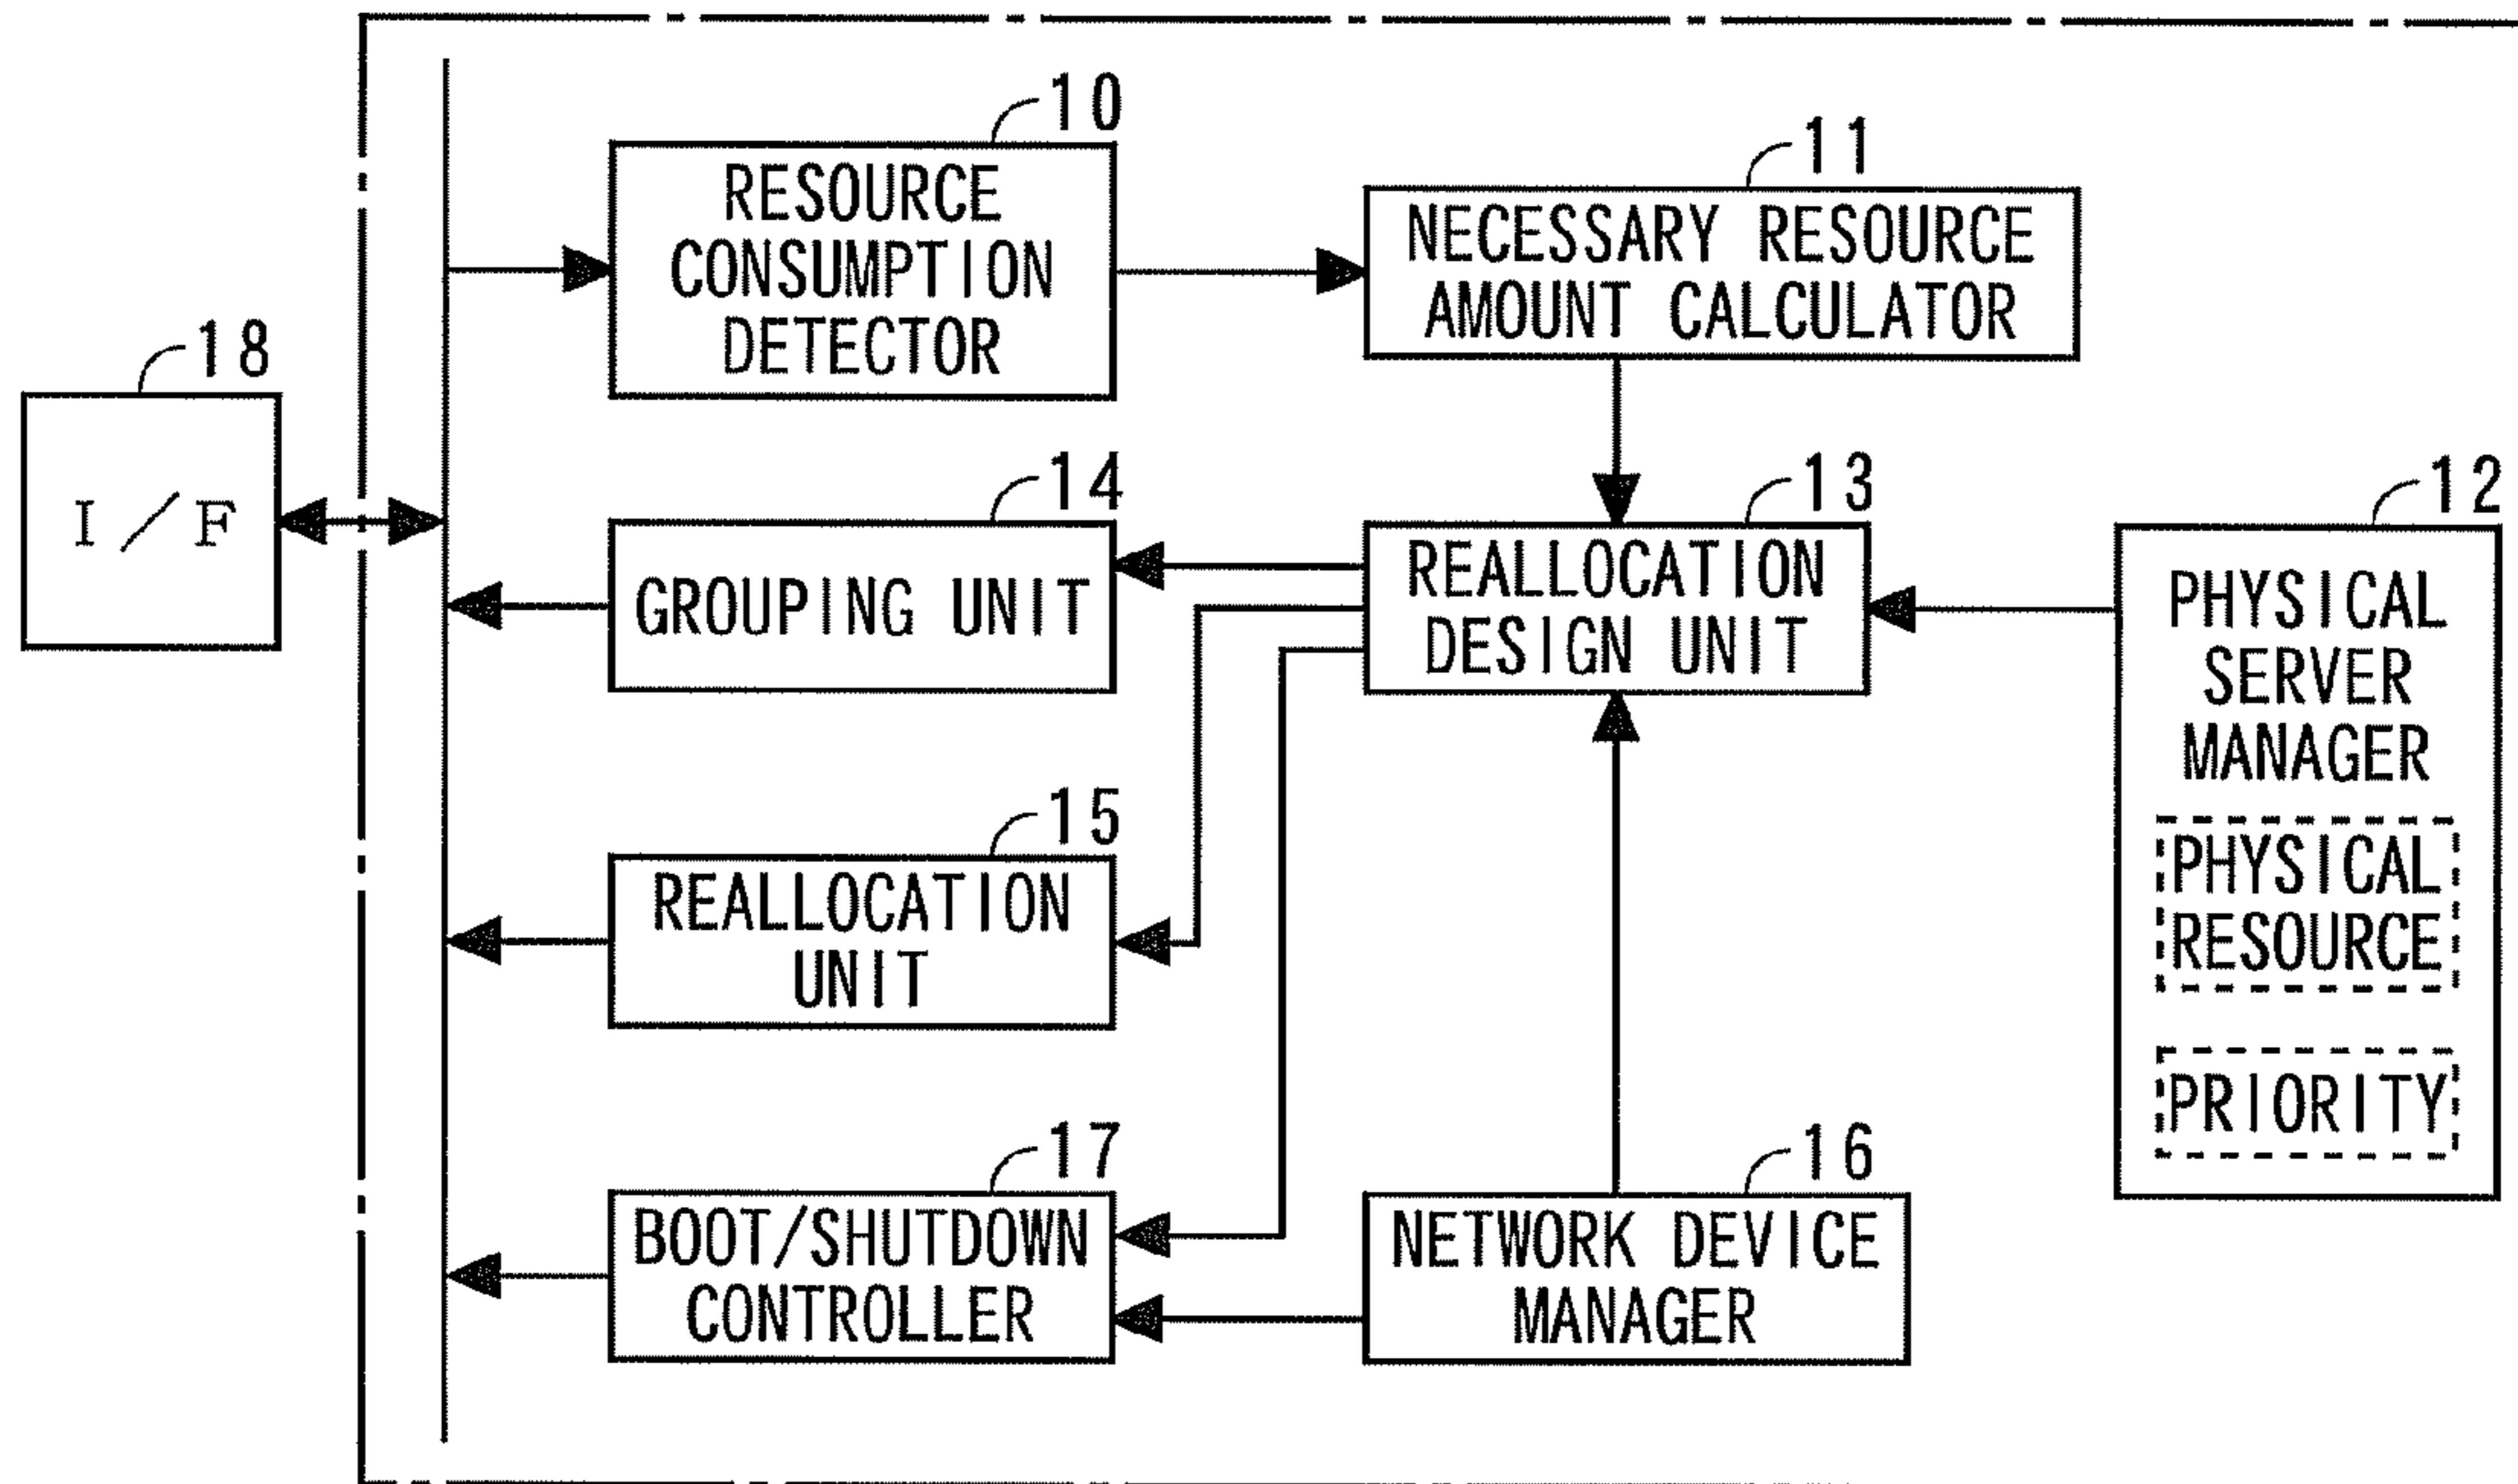 10
RESOURCE
CONSUMPTION
DETECTOR
11
NECESSARY RESOURCE
AMOUNT CALCULATOR
18
I/F
14
GROUPING UNIT
13
REALLOCATION
DESIGN UNIT
12
PHYSICAL
SERVER
MANAGER
PHYSICAL
RESOURCE
PRIORITY
15
REALLOCATION
UNIT
17
BOOT/SHUTDOWN
CONTROLLER
16
NETWORK DEVICE
MANAGER